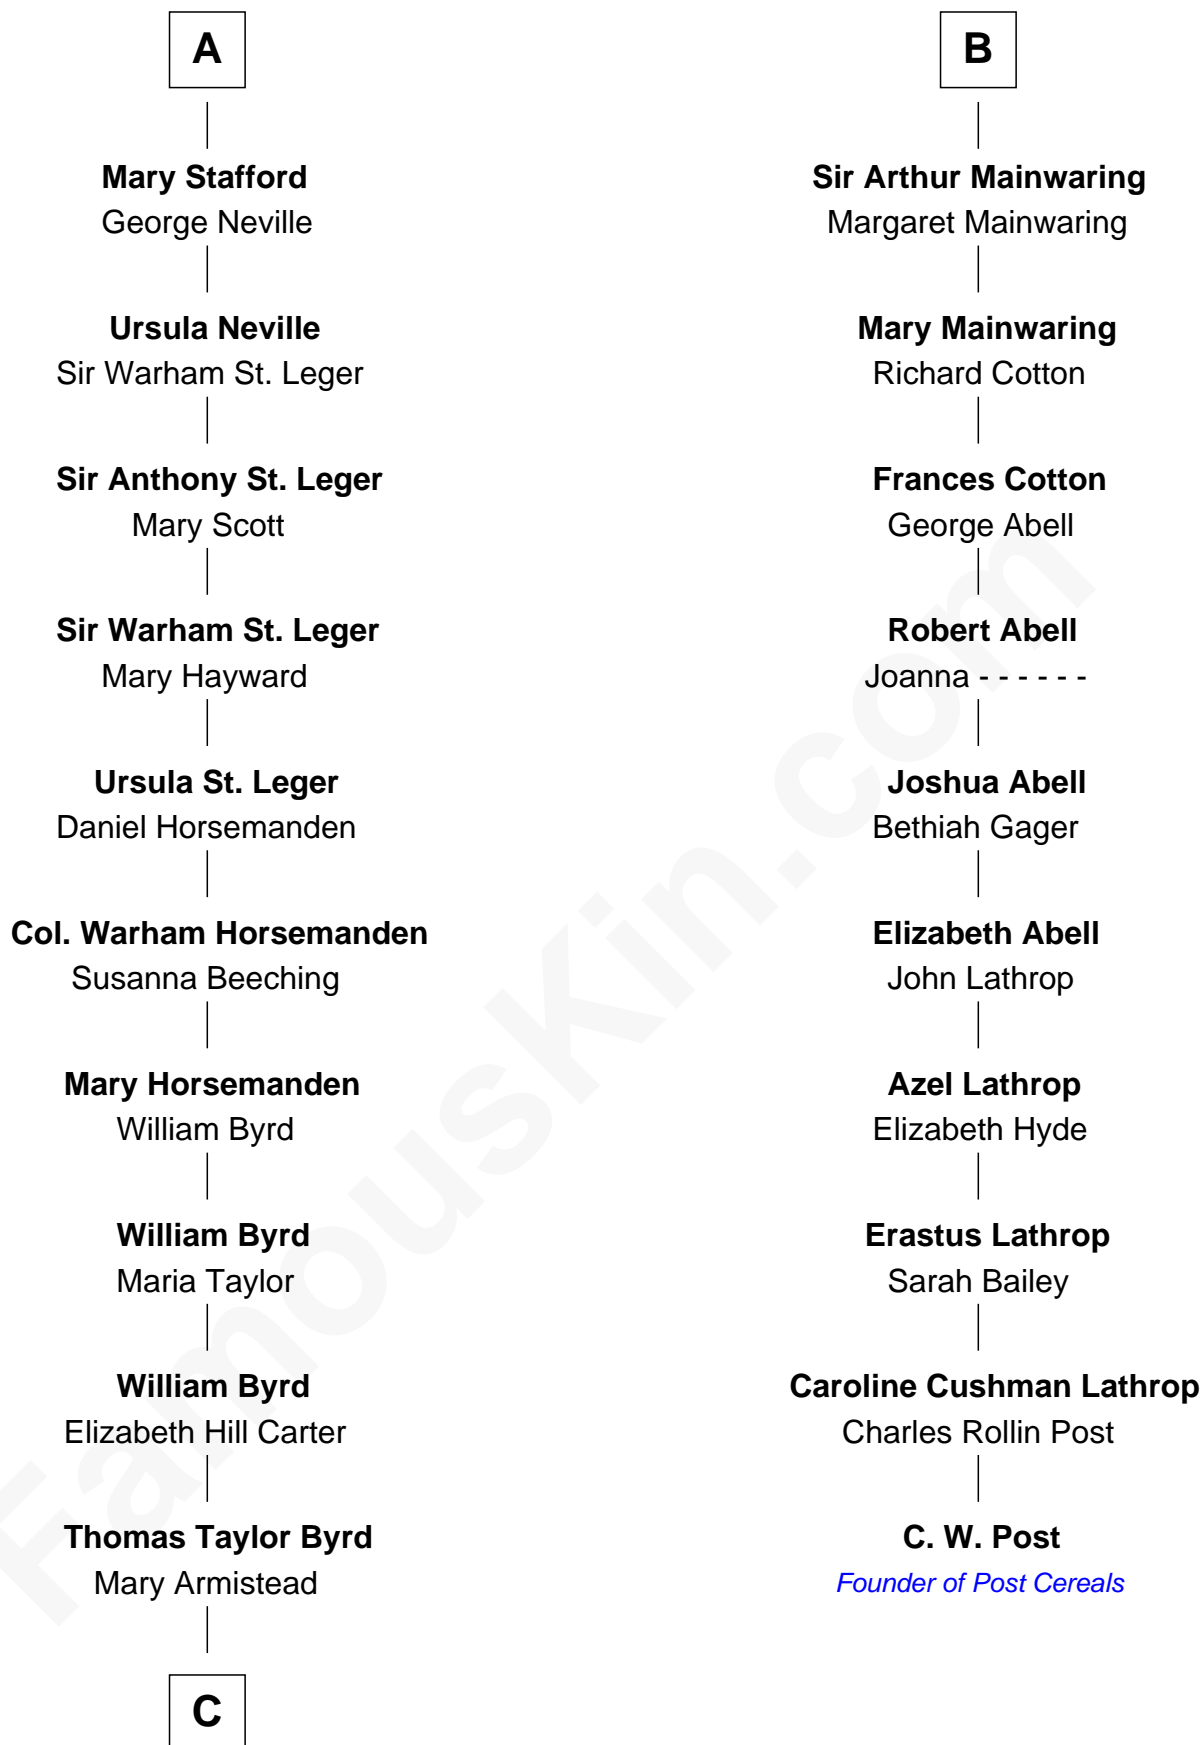 A
Mary Stafford
George Neville
Ursula Neville
Sir Warham St. Leger
Sir Anthony St. Leger
Mary Scott
Sir Warham St. Leger
Mary Hayward
Ursula St. Leger
Daniel Horsemanden
Col. Warham Horsemanden
Susanna Beeching
Mary Horsemanden
William Byrd
William Byrd
Maria Taylor
William Byrd
Elizabeth Hill Carter
Thomas Taylor Byrd
Mary Armistead
C
B
Sir Arthur Mainwaring
Margaret Mainwaring
Mary Mainwaring
Richard Cotton
Frances Cotton
George Abell
Robert Abell
Joanna - - - - - -
Joshua Abell
Bethiah Gager
Elizabeth Abell
John Lathrop
Azel Lathrop
Elizabeth Hyde
Erastus Lathrop
Sarah Bailey
Caroline Cushman Lathrop
Charles Rollin Post
C. W. Post
Founder of Post Cereals
FamousKin.com